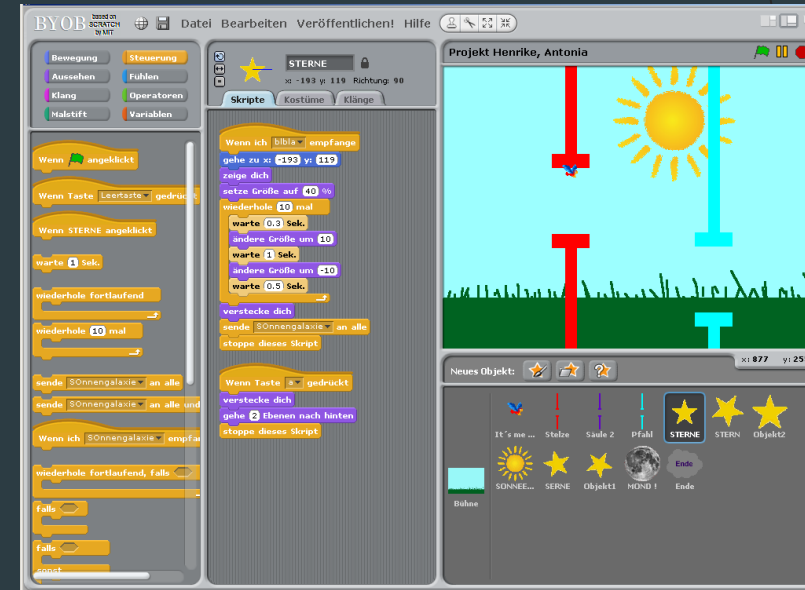 BYOB based on SCRATCH by MIT
Datei Bearbeiten Veröffentlichen! Hilfe
Bewegung Steuerung
Aussehen Fühlen
Klang Operatoren
Malstift Variablen
Wenn angeklickt
Wenn Taste Leertaste gedrückt
Wenn STERNE angeklickt
warte 1 Sek.
wiederhole fortlaufend
wiederhole 10 mal
sende SOnnengalaxie an alle
sende SOnnengalaxie an alle und
Wenn ich SOnnengalaxie empfan
wiederhole fortlaufend, falls
falls
falls
sonst
STERNE
x: -193 y: 119 Richtung: 90
Skripte Kostüme Klänge
Wenn ich blbla empfange
gehe zu x: -193 y: 119
zeige dich
setze Größe auf 40 %
wiederhole 10 mal
warte 0.3 Sek.
ändere Größe um 10
warte 1 Sek.
ändere Größe um -10
warte 0.5 Sek.
verstecke dich
sende SOnnengalaxie an alle
stoppe dieses Skript
Wenn Taste a gedrückt
verstecke dich
gehe 2 Ebenen nach hinten
stoppe dieses Skript
Projekt Henrike, Antonia
x: 877 y: 25
Neues Objekt:
It´s me ... Stelze Säule 2 Pfahl STERNE STERN Objekt2
SONNEE... SERNE Objekt1 MOND ! Ende
Ende
Bühne